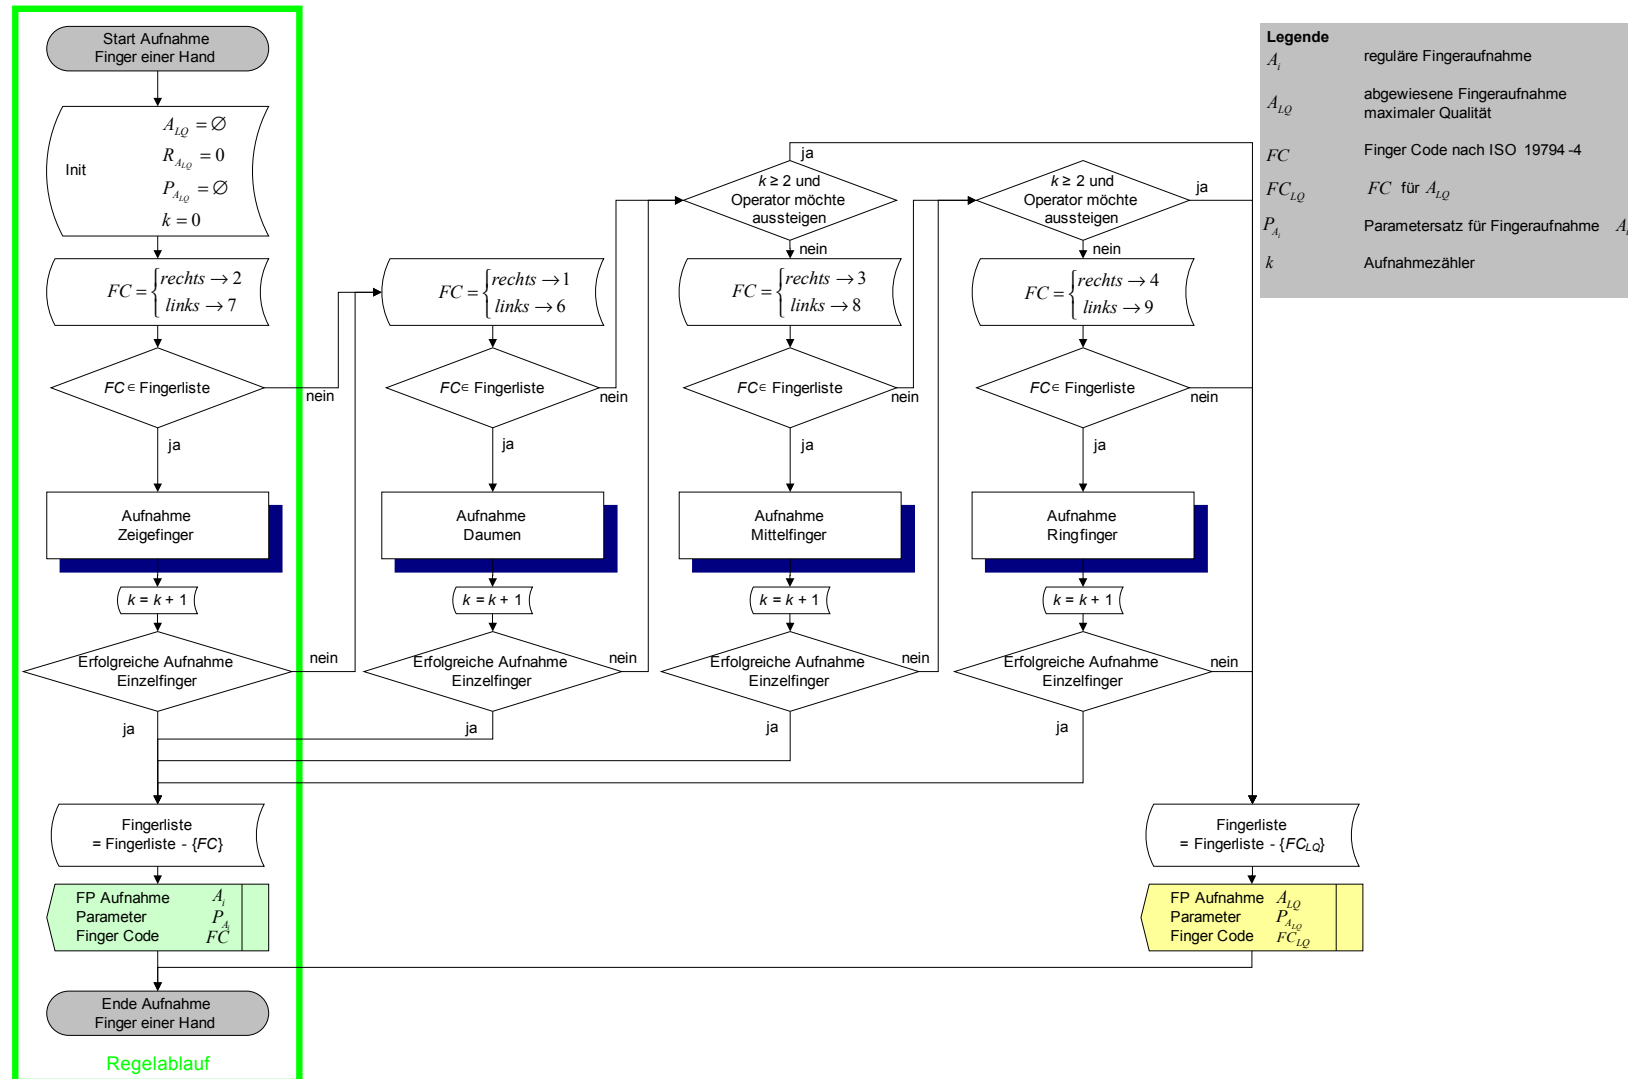 Start Aufnahme
Finger einer Hand
Init
A_LQ = ∅
R_A_LQ = 0
P_A_LQ = ∅
k = 0
FC = { rechts → 2
links → 7
FC ∈ Fingerliste
nein
ja
Aufnahme
Zeigefinger
k = k + 1
Erfolgreiche Aufnahme
Einzelfinger
nein
ja
Fingerliste
= Fingerliste - {FC}
FP Aufnahme A_i
Parameter P_A_i
Finger Code FC
Ende Aufnahme
Finger einer Hand
Regelablauf
FC = { rechts → 1
links → 6
FC ∈ Fingerliste
nein
ja
Aufnahme
Daumen
k = k + 1
Erfolgreiche Aufnahme
Einzelfinger
nein
ja
ja
k ≥ 2 und
Operator möchte
aussteigen
nein
FC = { rechts → 3
links → 8
FC ∈ Fingerliste
nein
ja
Aufnahme
Mittelfinger
k = k + 1
Erfolgreiche Aufnahme
Einzelfinger
nein
ja
k ≥ 2 und
Operator möchte
aussteigen
ja
nein
FC = { rechts → 4
links → 9
FC ∈ Fingerliste
nein
ja
Aufnahme
Ringfinger
k = k + 1
Erfolgreiche Aufnahme
Einzelfinger
nein
ja
Fingerliste
= Fingerliste - {FC_LQ}
FP Aufnahme A_LQ
Parameter P_A_LQ
Finger Code FC_LQ
Legende
A_i reguläre Fingeraufnahme
A_LQ abgewiesene Fingeraufnahme
maximaler Qualität
FC Finger Code nach ISO 19794 -4
FC_LQ FC für A_LQ
P_A_i Parametersatz für Fingeraufnahme A_i
k Aufnahmezähler